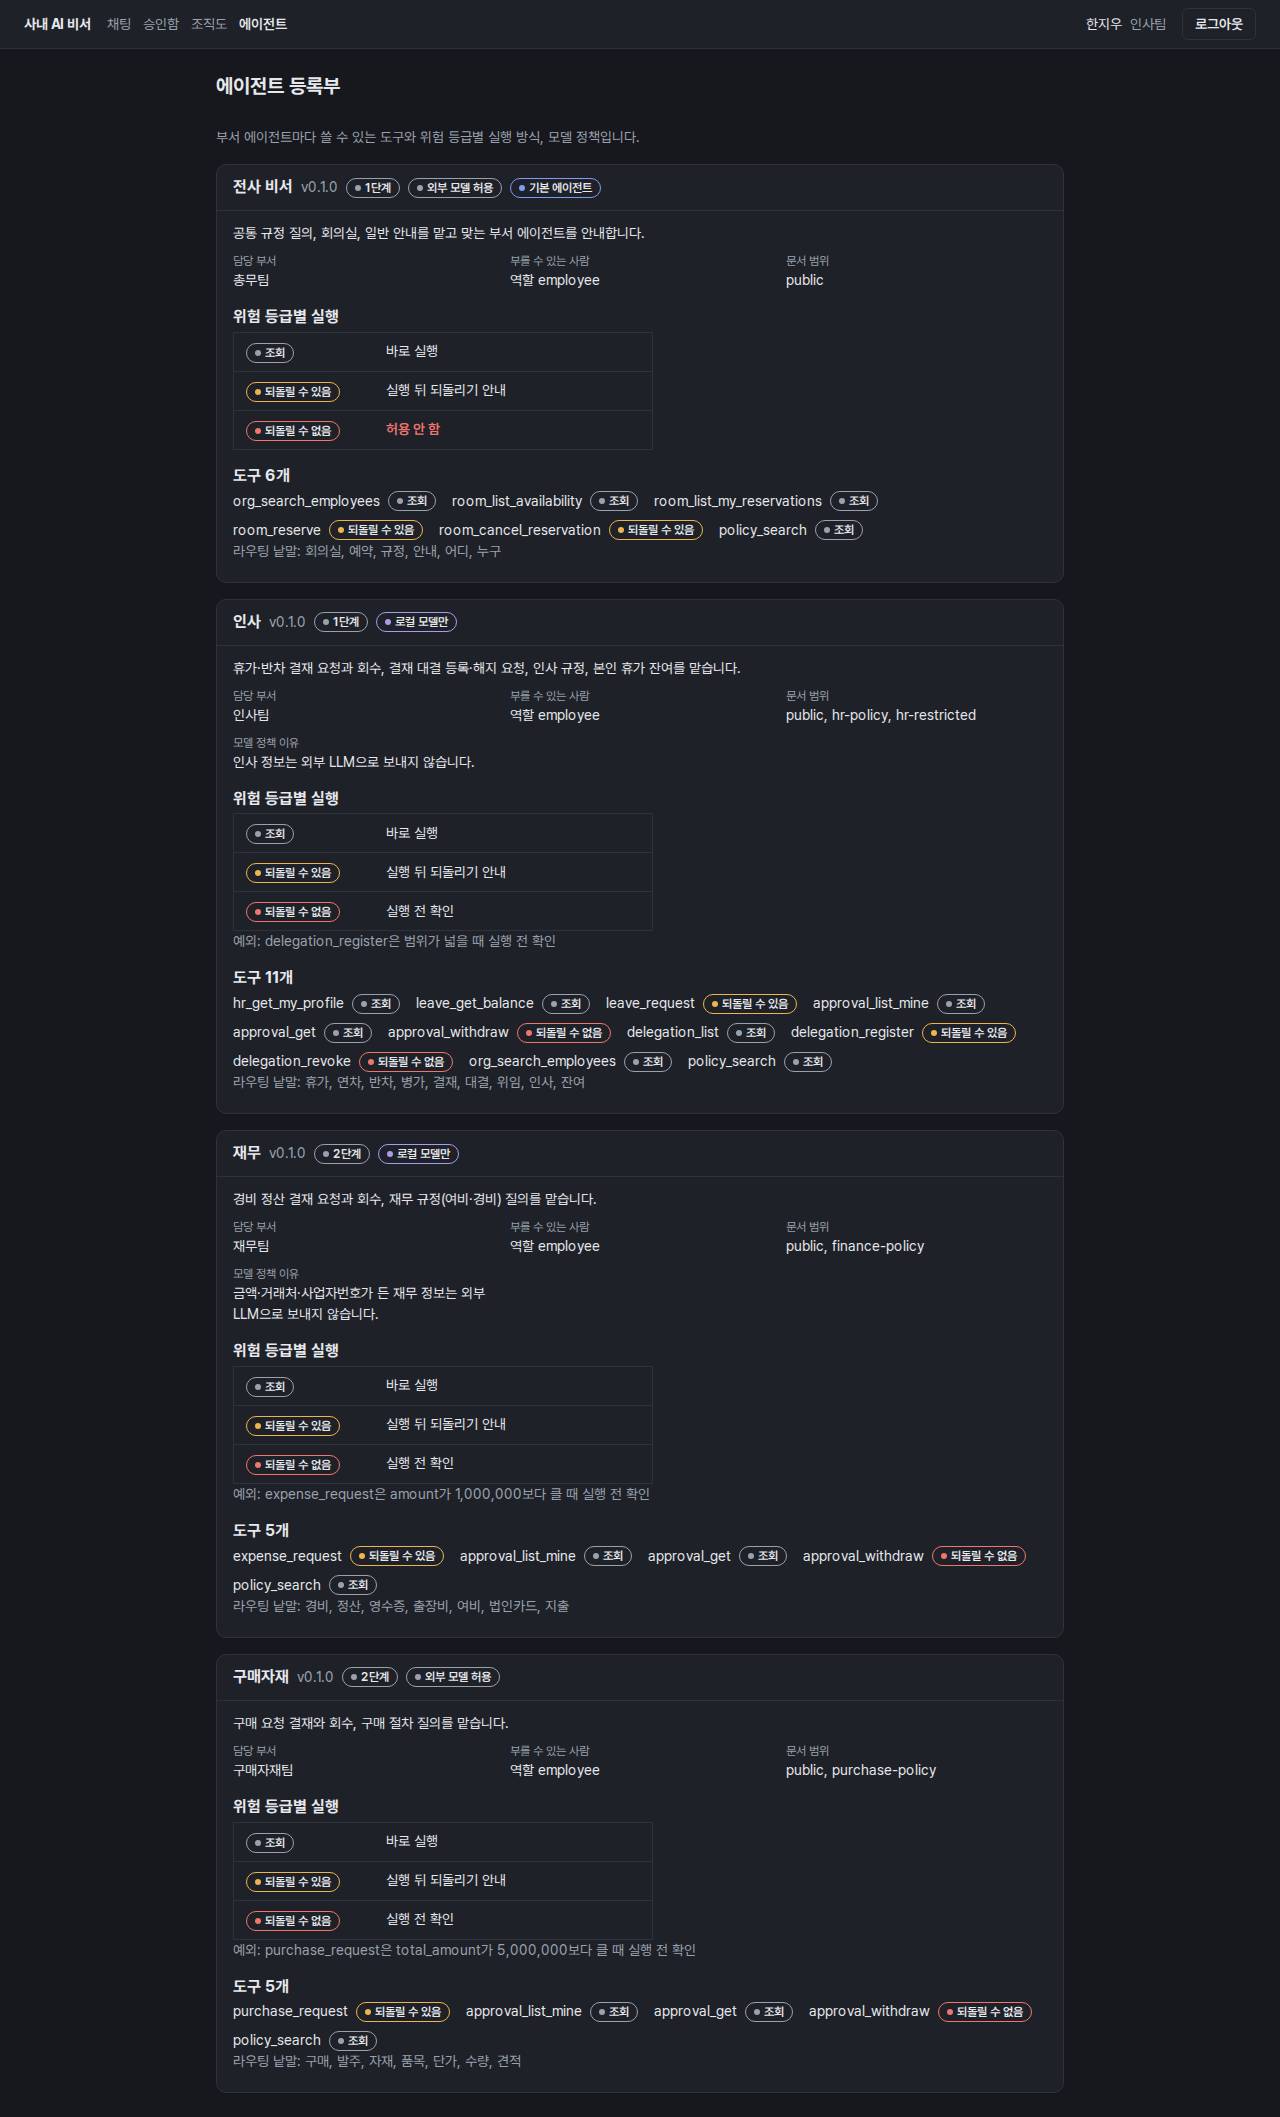 사내 AI 비서 채팅 승인함 조직도 에이전트 한지우 인사팀 로그아웃
에이전트 등록부
부서 에이전트마다 쓸 수 있는 도구와 위험 등급별 실행 방식, 모델 정책입니다.
전사 비서 v0.1.0 1단계 외부 모델 허용 기본 에이전트
공통 규정 질의, 회의실, 일반 안내를 맡고 맞는 부서 에이전트를 안내합니다.
담당 부서 부를 수 있는 사람 문서 범위
총무팀 역할 employee public
위험 등급별 실행
조회 바로 실행
되돌릴 수 있음 실행 뒤 되돌리기 안내
되돌릴 수 없음 허용 안 함
도구 6개
org_search_employees 조회 room_list_availability 조회 room_list_my_reservations 조회
room_reserve 되돌릴 수 있음 room_cancel_reservation 되돌릴 수 있음 policy_search 조회
라우팅 낱말: 회의실, 예약, 규정, 안내, 어디, 누구
인사 v0.1.0 1단계 로컬 모델만
휴가·반차 결재 요청과 회수, 결재 대결 등록·해지 요청, 인사 규정, 본인 휴가 잔여를 맡습니다.
담당 부서 부를 수 있는 사람 문서 범위
인사팀 역할 employee public, hr-policy, hr-restricted
모델 정책 이유
인사 정보는 외부 LLM으로 보내지 않습니다.
위험 등급별 실행
조회 바로 실행
되돌릴 수 있음 실행 뒤 되돌리기 안내
되돌릴 수 없음 실행 전 확인
예외: delegation_register은 범위가 넓을 때 실행 전 확인
도구 11개
hr_get_my_profile 조회 leave_get_balance 조회 leave_request 되돌릴 수 있음 approval_list_mine 조회
approval_get 조회 approval_withdraw 되돌릴 수 없음 delegation_list 조회 delegation_register 되돌릴 수 있음
delegation_revoke 되돌릴 수 없음 org_search_employees 조회 policy_search 조회
라우팅 낱말: 휴가, 연차, 반차, 병가, 결재, 대결, 위임, 인사, 잔여
재무 v0.1.0 2단계 로컬 모델만
경비 정산 결재 요청과 회수, 재무 규정(여비·경비) 질의를 맡습니다.
담당 부서 부를 수 있는 사람 문서 범위
재무팀 역할 employee public, finance-policy
모델 정책 이유
금액·거래처·사업자번호가 든 재무 정보는 외부
LLM으로 보내지 않습니다.
위험 등급별 실행
조회 바로 실행
되돌릴 수 있음 실행 뒤 되돌리기 안내
되돌릴 수 없음 실행 전 확인
예외: expense_request은 amount가 1,000,000보다 클 때 실행 전 확인
도구 5개
expense_request 되돌릴 수 있음 approval_list_mine 조회 approval_get 조회 approval_withdraw 되돌릴 수 없음
policy_search 조회
라우팅 낱말: 경비, 정산, 영수증, 출장비, 여비, 법인카드, 지출
구매자재 v0.1.0 2단계 외부 모델 허용
구매 요청 결재와 회수, 구매 절차 질의를 맡습니다.
담당 부서 부를 수 있는 사람 문서 범위
구매자재팀 역할 employee public, purchase-policy
위험 등급별 실행
조회 바로 실행
되돌릴 수 있음 실행 뒤 되돌리기 안내
되돌릴 수 없음 실행 전 확인
예외: purchase_request은 total_amount가 5,000,000보다 클 때 실행 전 확인
도구 5개
purchase_request 되돌릴 수 있음 approval_list_mine 조회 approval_get 조회 approval_withdraw 되돌릴 수 없음
policy_search 조회
라우팅 낱말: 구매, 발주, 자재, 품목, 단가, 수량, 견적